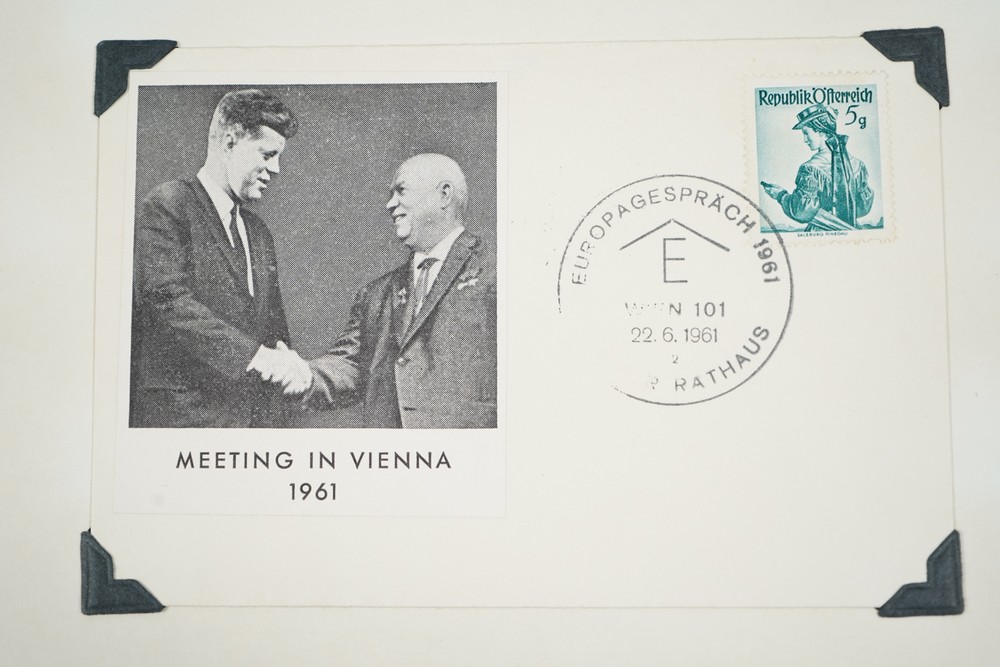 MEETING IN VIENNA
1961
Republik Österreich
5g
EUROPAGESPRÄCH 1961
E
101
22.6.1961
2
RATHAUS